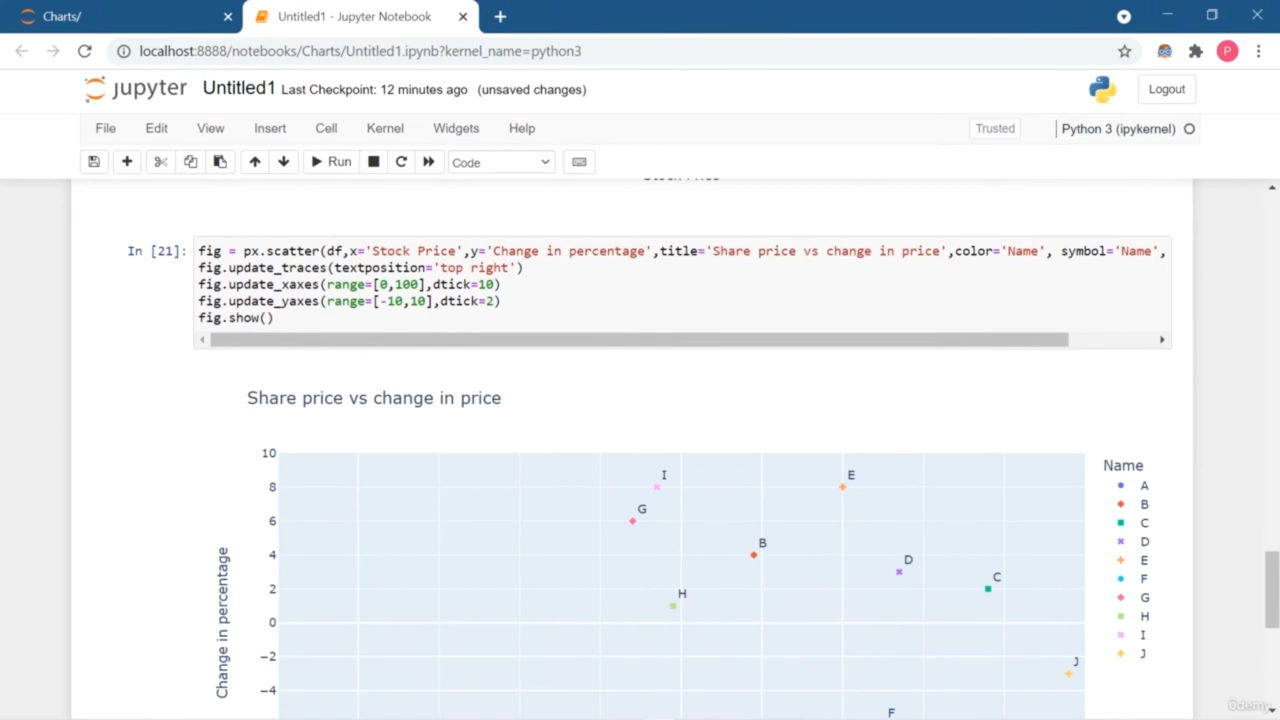 Charts/
Untitled1 - Jupyter Notebook
localhost:8888/notebooks/Charts/Untitled1.ipynb?kernel_name=python3
P
jupyter Untitled1 Last Checkpoint: 12 minutes ago (unsaved changes)
Logout
File Edit View Insert Cell Kernel Widgets Help
Trusted
Python 3 (ipykernel)
Run
Code
Stock Price
In [21]:
fig = px.scatter(df,x='Stock Price',y='Change in percentage',title='Share price vs change in price',color='Name', symbol='Name',
fig.update_traces(textposition='top right')
fig.update_xaxes(range=[0,100],dtick=10)
fig.update_yaxes(range=[-10,10],dtick=2)
fig.show()
Share price vs change in price
Change in percentage
10
8
6
4
2
0
−2
−4
I
E
G
B
D
C
H
J
F
Name
A
B
C
D
E
F
G
H
I
J
ûdemy